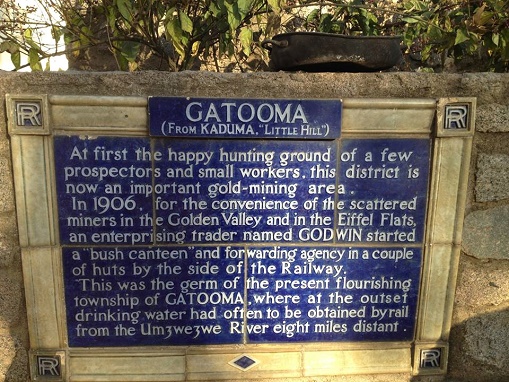 RR RR
GATOOMA
(FROM KADUMA, "LITTLE HILL")
At first the happy hunting ground of a few
prospectors and small workers, this district is
now an important gold-mining area.
In 1906, for the convenience of the scattered
miners in the Golden Valley and in the Eiffel Flats,
an enterprising trader named GODWIN started
a "bush canteen" and forwarding agency in a couple
of huts by the side of the Railway.
This was the germ of the present flourishing
township of GATOOMA, where at the outset
drinking water had often to be obtained by rail
from the Umʒweʒwe River eight miles distant.
RR RR